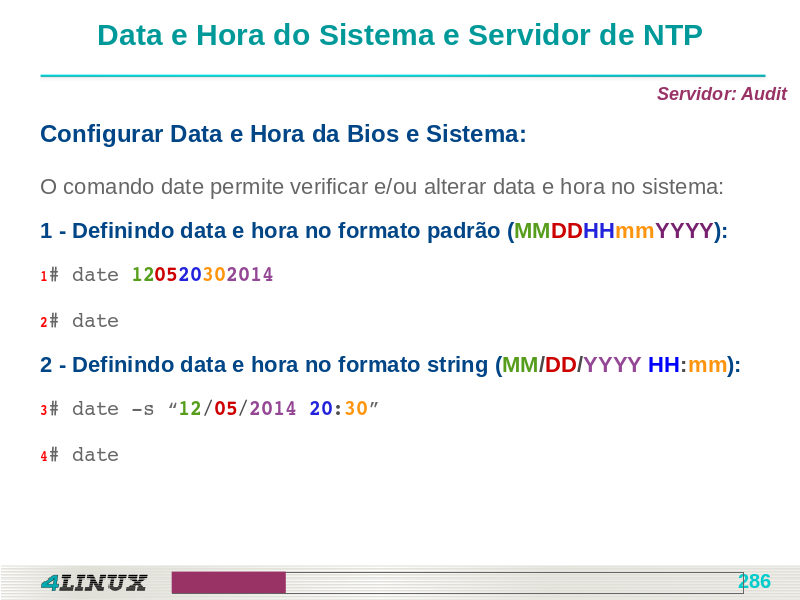 Data e Hora do Sistema e Servidor de NTP
Servidor: Audit
Configurar Data e Hora da Bios e Sistema:
O comando date permite verificar e/ou alterar data e hora no sistema:
1 - Definindo data e hora no formato padrão (MMDDHHmmYYYY):
1# date 120520302014
2# date
2 - Definindo data e hora no formato string (MM/DD/YYYY HH:mm):
3# date –s “12/05/2014 20:30”
4# date
4LINUX
286